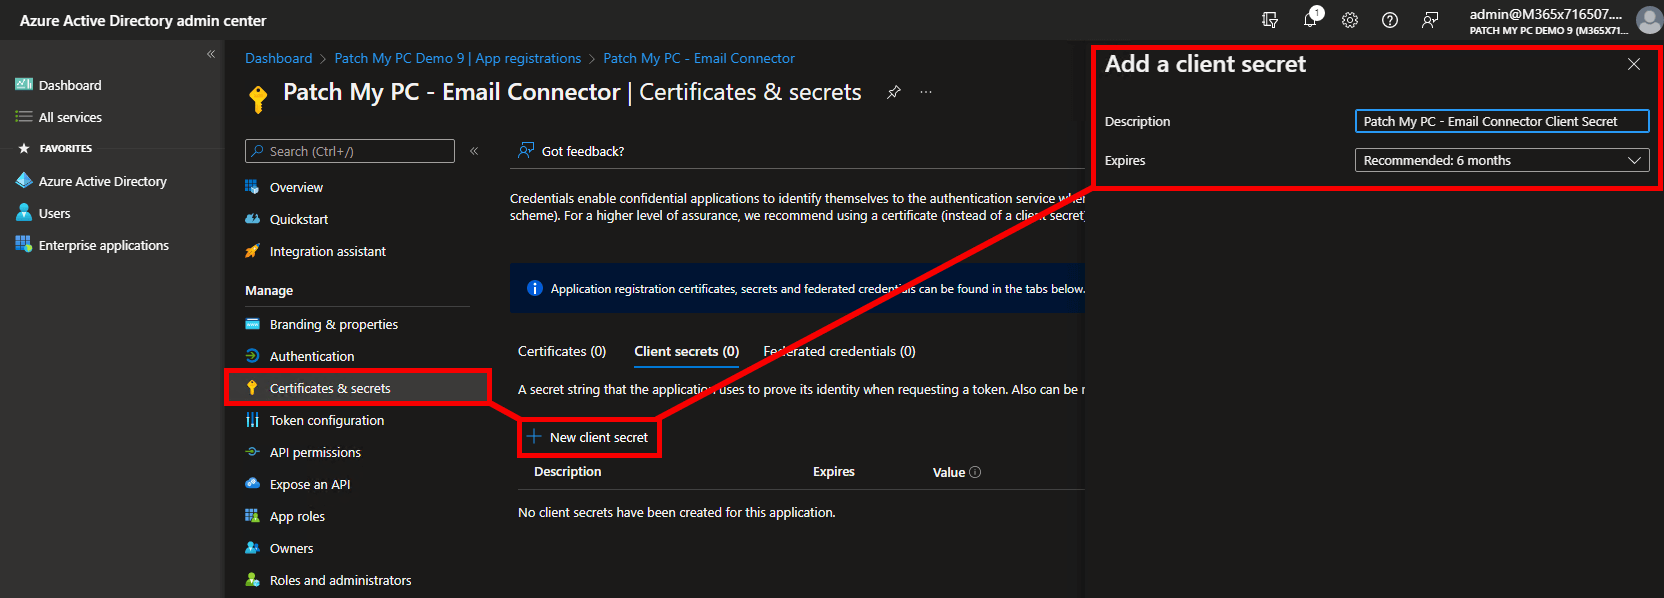 Azure Active Directory admin center
1
admin@M365x716507....
PATCH MY PC DEMO 9 (M365X71...
«
Dashboard
All services
FAVORITES
Azure Active Directory
Users
Enterprise applications
Dashboard > Patch My PC Demo 9 | App registrations > Patch My PC - Email Connector
Patch My PC - Email Connector | Certificates & secrets
...
Search (Ctrl+/)
«
Overview
Quickstart
Integration assistant
Manage
Branding & properties
Authentication
Certificates & secrets
Token configuration
API permissions
Expose an API
App roles
Owners
Roles and administrators
Got feedback?
Credentials enable confidential applications to identify themselves to the authentication service
scheme). For a higher level of assurance, we recommend using a certificate (instead of a client secret)
Application registration certificates, secrets and federated credentials can be found in the tabs below.
Certificates (0) Client secrets (0) Federated credentials (0)
A secret string that the application uses to prove its identity when requesting a token. Also can be
New client secret
Description Expires Value
No client secrets have been created for this application.
Add a client secret
Description Patch My PC - Email Connector Client Secret
Expires Recommended: 6 months